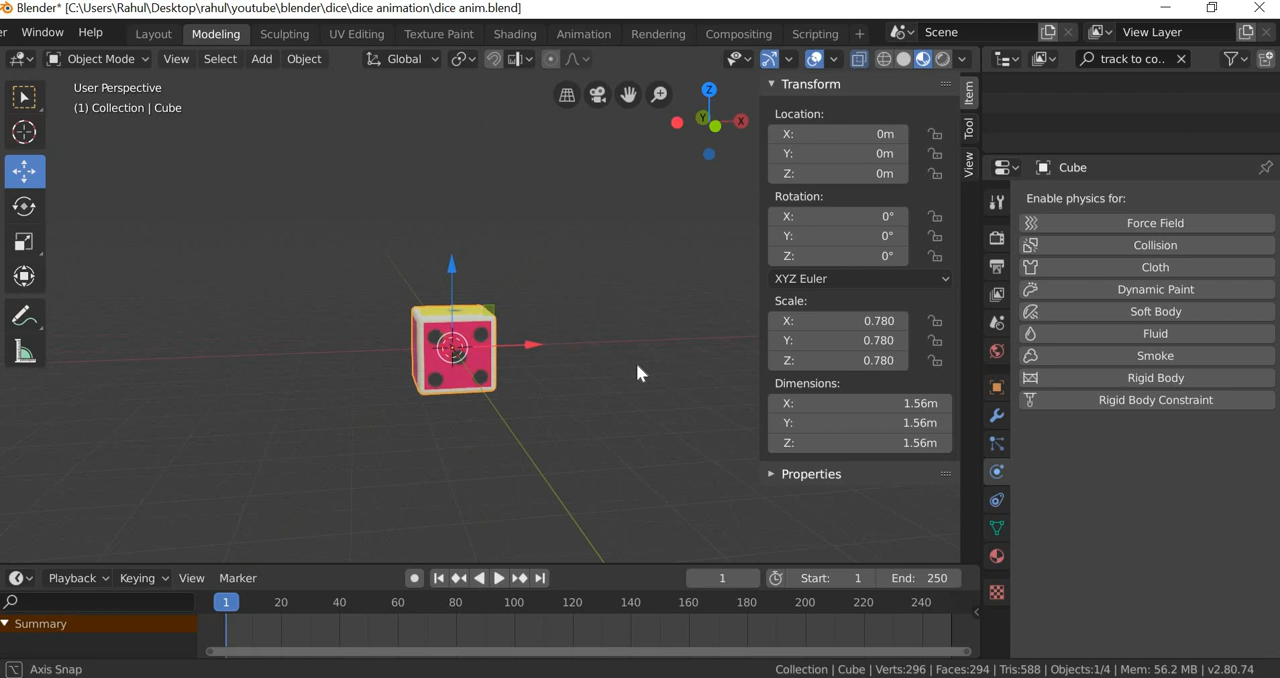 Blender* [C:\Users\Rahul\Desktop\rahul\youtube\blender\dice\dice animation\dice anim.blend]
Window Help Layout Modeling Sculpting UV Editing Texture Paint Shading Animation Rendering Compositing Scripting + Scene View Layer
Object Mode View Select Add Object Global track to co..
User Perspective
(1) Collection | Cube
Z
Y
X
Transform
Location:
X: 0m
Y: 0m
Z: 0m
Rotation:
X: 0°
Y: 0°
Z: 0°
XYZ Euler
Scale:
X: 0.780
Y: 0.780
Z: 0.780
Dimensions:
X: 1.56m
Y: 1.56m
Z: 1.56m
Properties
Item
Tool
View
Cube
Enable physics for:
Force Field
Collision
Cloth
Dynamic Paint
Soft Body
Fluid
Smoke
Rigid Body
Rigid Body Constraint
Playback Keying View Marker 1 Start: 1 End: 250
1 20 40 60 80 100 120 140 160 180 200 220 240
Summary
Axis Snap
Collection | Cube | Verts:296 | Faces:294 | Tris:588 | Objects:1/4 | Mem: 56.2 MB | v2.80.74